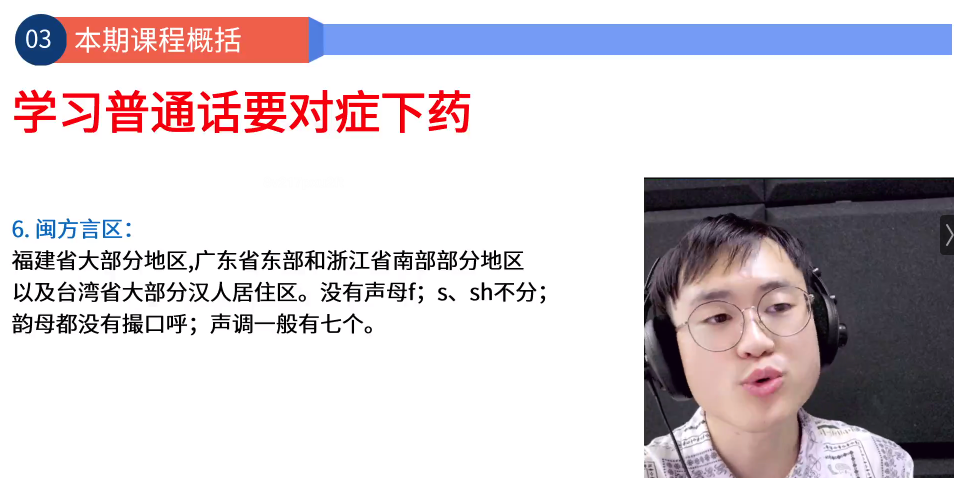 03 本期课程概括
学习普通话要对症下药
6. 闽方言区：
福建省大部分地区,广东省东部和浙江省南部部分地区
以及台湾省大部分汉人居住区。没有声母f；s、sh不分；
韵母都没有撮口呼；声调一般有七个。